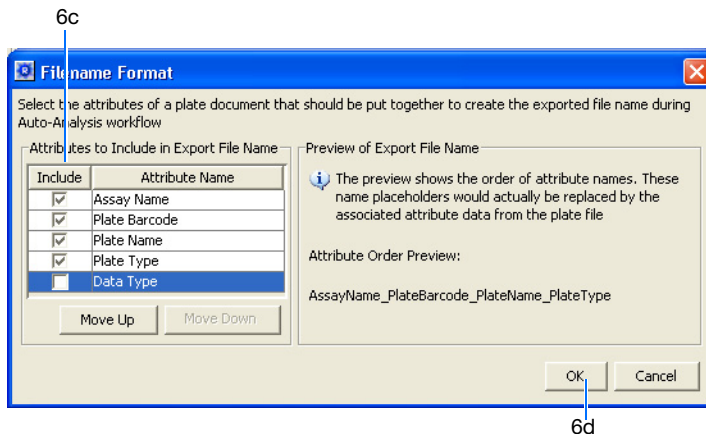 6c
Filename Format
Select the attributes of a plate document that should be put together to create the exported file name during
Auto-Analysis workflow
Attributes to Include in Export File Name
Include Attribute Name
Assay Name
Plate Barcode
Plate Name
Plate Type
Data Type
Move Up Move Down
Preview of Export File Name
The preview shows the order of attribute names. These
name placeholders would actually be replaced by the
associated attribute data from the plate file
Attribute Order Preview:
AssayName_PlateBarcode_PlateName_PlateType
OK Cancel
6d